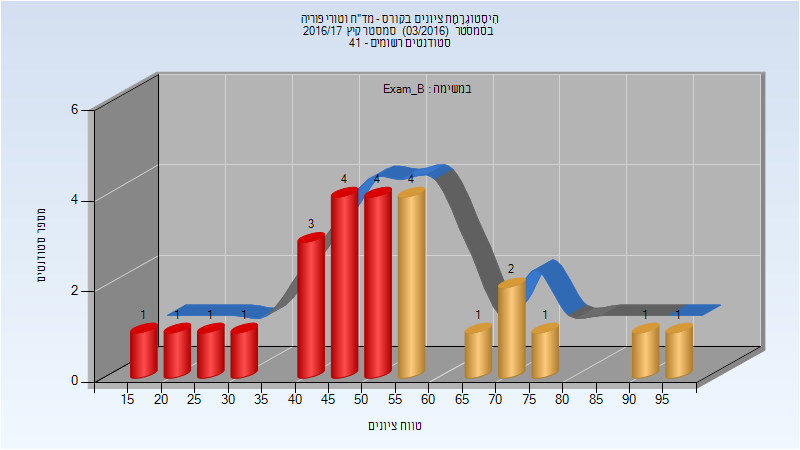 היסטוגרמת ציונים בקורס - מד"ח וטורי פוריה
בסמסטר (03/2016) סמסטר קיץ 2016/17
סטודנטים רשומים - 41
במשימה : Exam_B
מספר סטודנטים
6
4
2
0
1 1 1 1 3 4 4 4 1 2 1 1 1
15 20 25 30 35 40 45 50 55 60 65 70 75 80 85 90 95
טווח ציונים